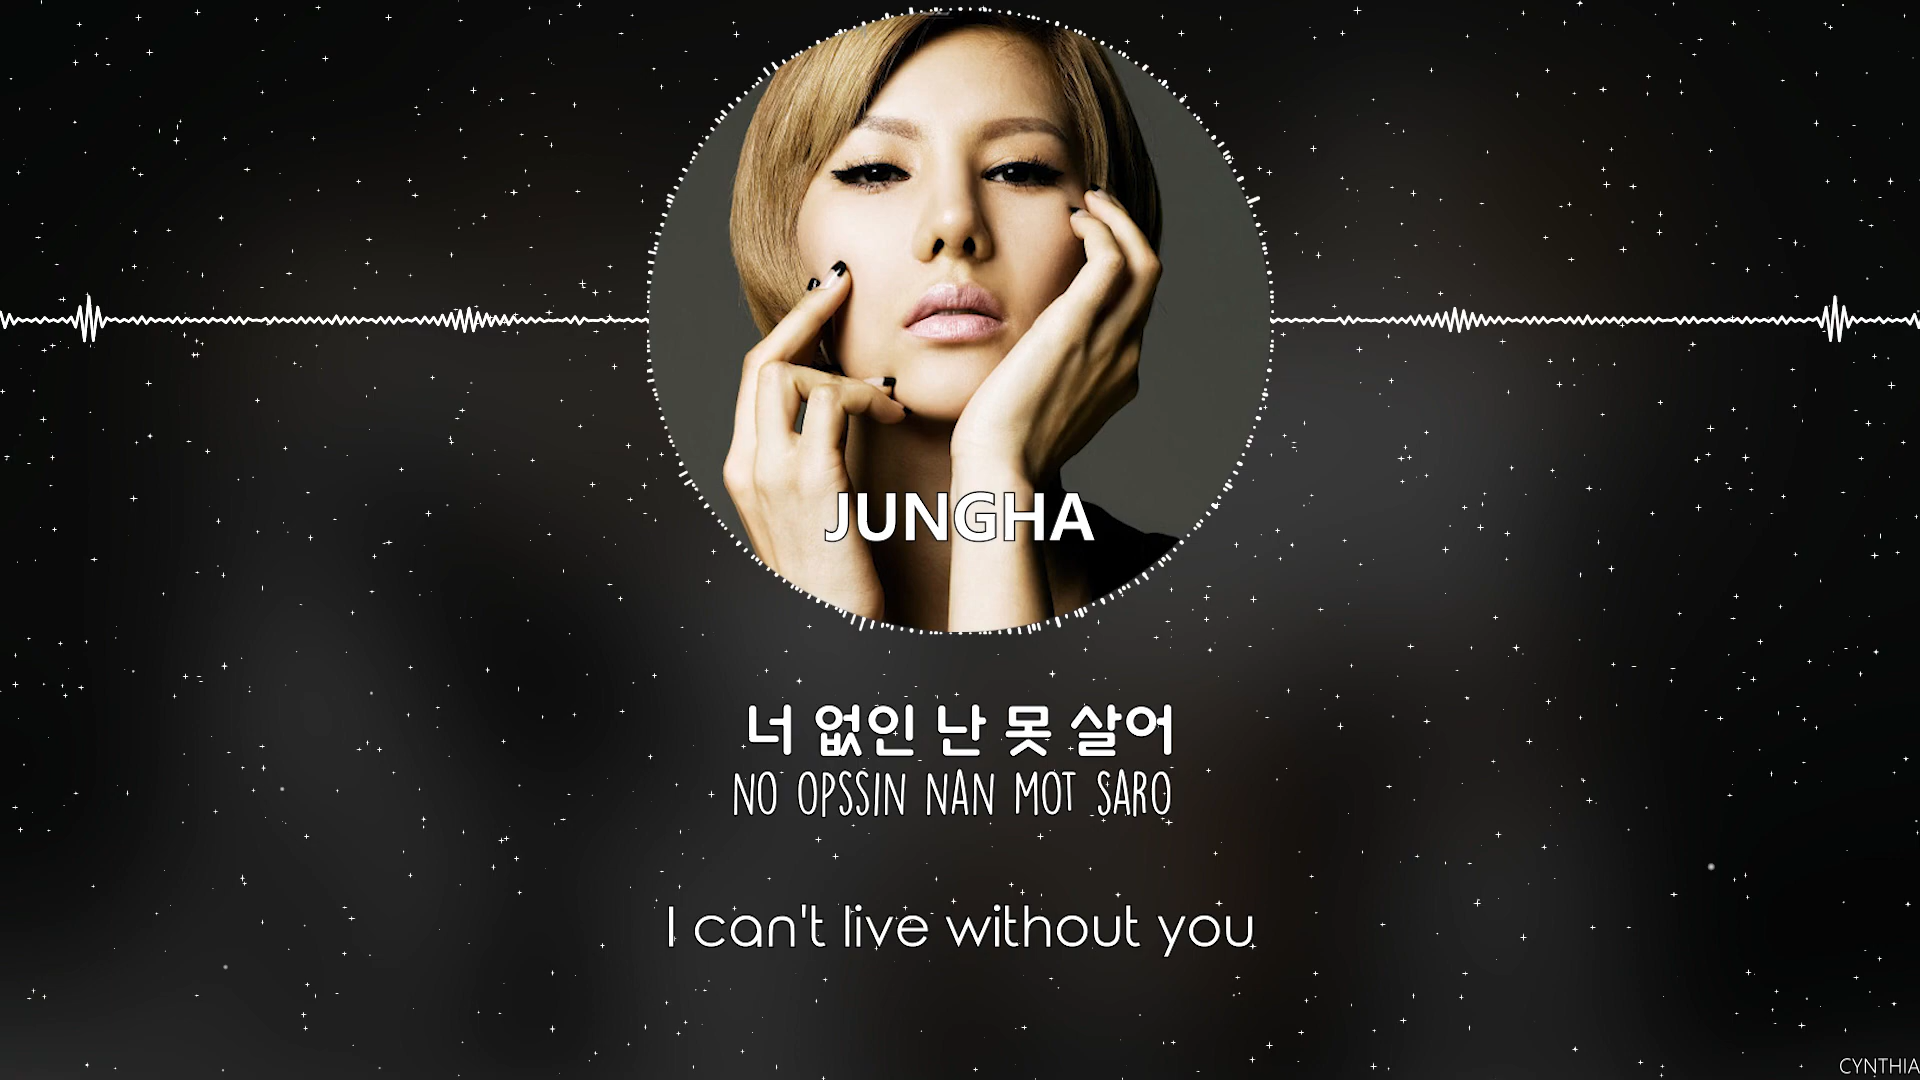 JUNGHA
너 없인 난 못 살어
NO OPSSIN NAN MOT SARO
I can't live without you
CYNTHIA